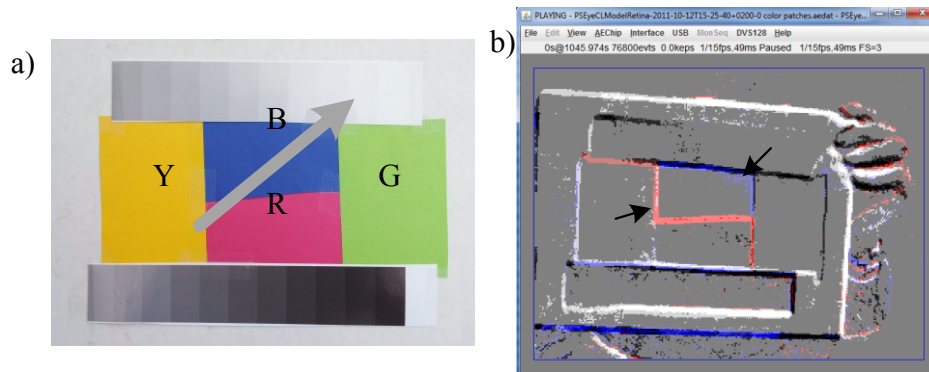 a)
B
Y
G
R
b)
PLAYING - PSEyeCLModelRetina-2011-10-12T15-25-40+0200-0 color patches.aedat - PSEye...
File Edit View AEChip Interface USB MonSeq DVS128 Help
0s@1045.974s 76800evts 0.0keps 1/15fps,49ms Paused 1/15fps,49ms FS=3